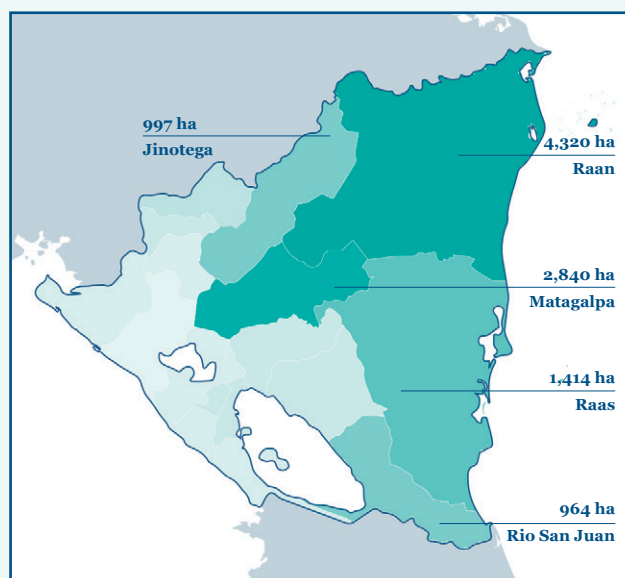 997 ha
Jinotega
4,320 ha
Raan
2,840 ha
Matagalpa
1,414 ha
Raas
964 ha
Rio San Juan